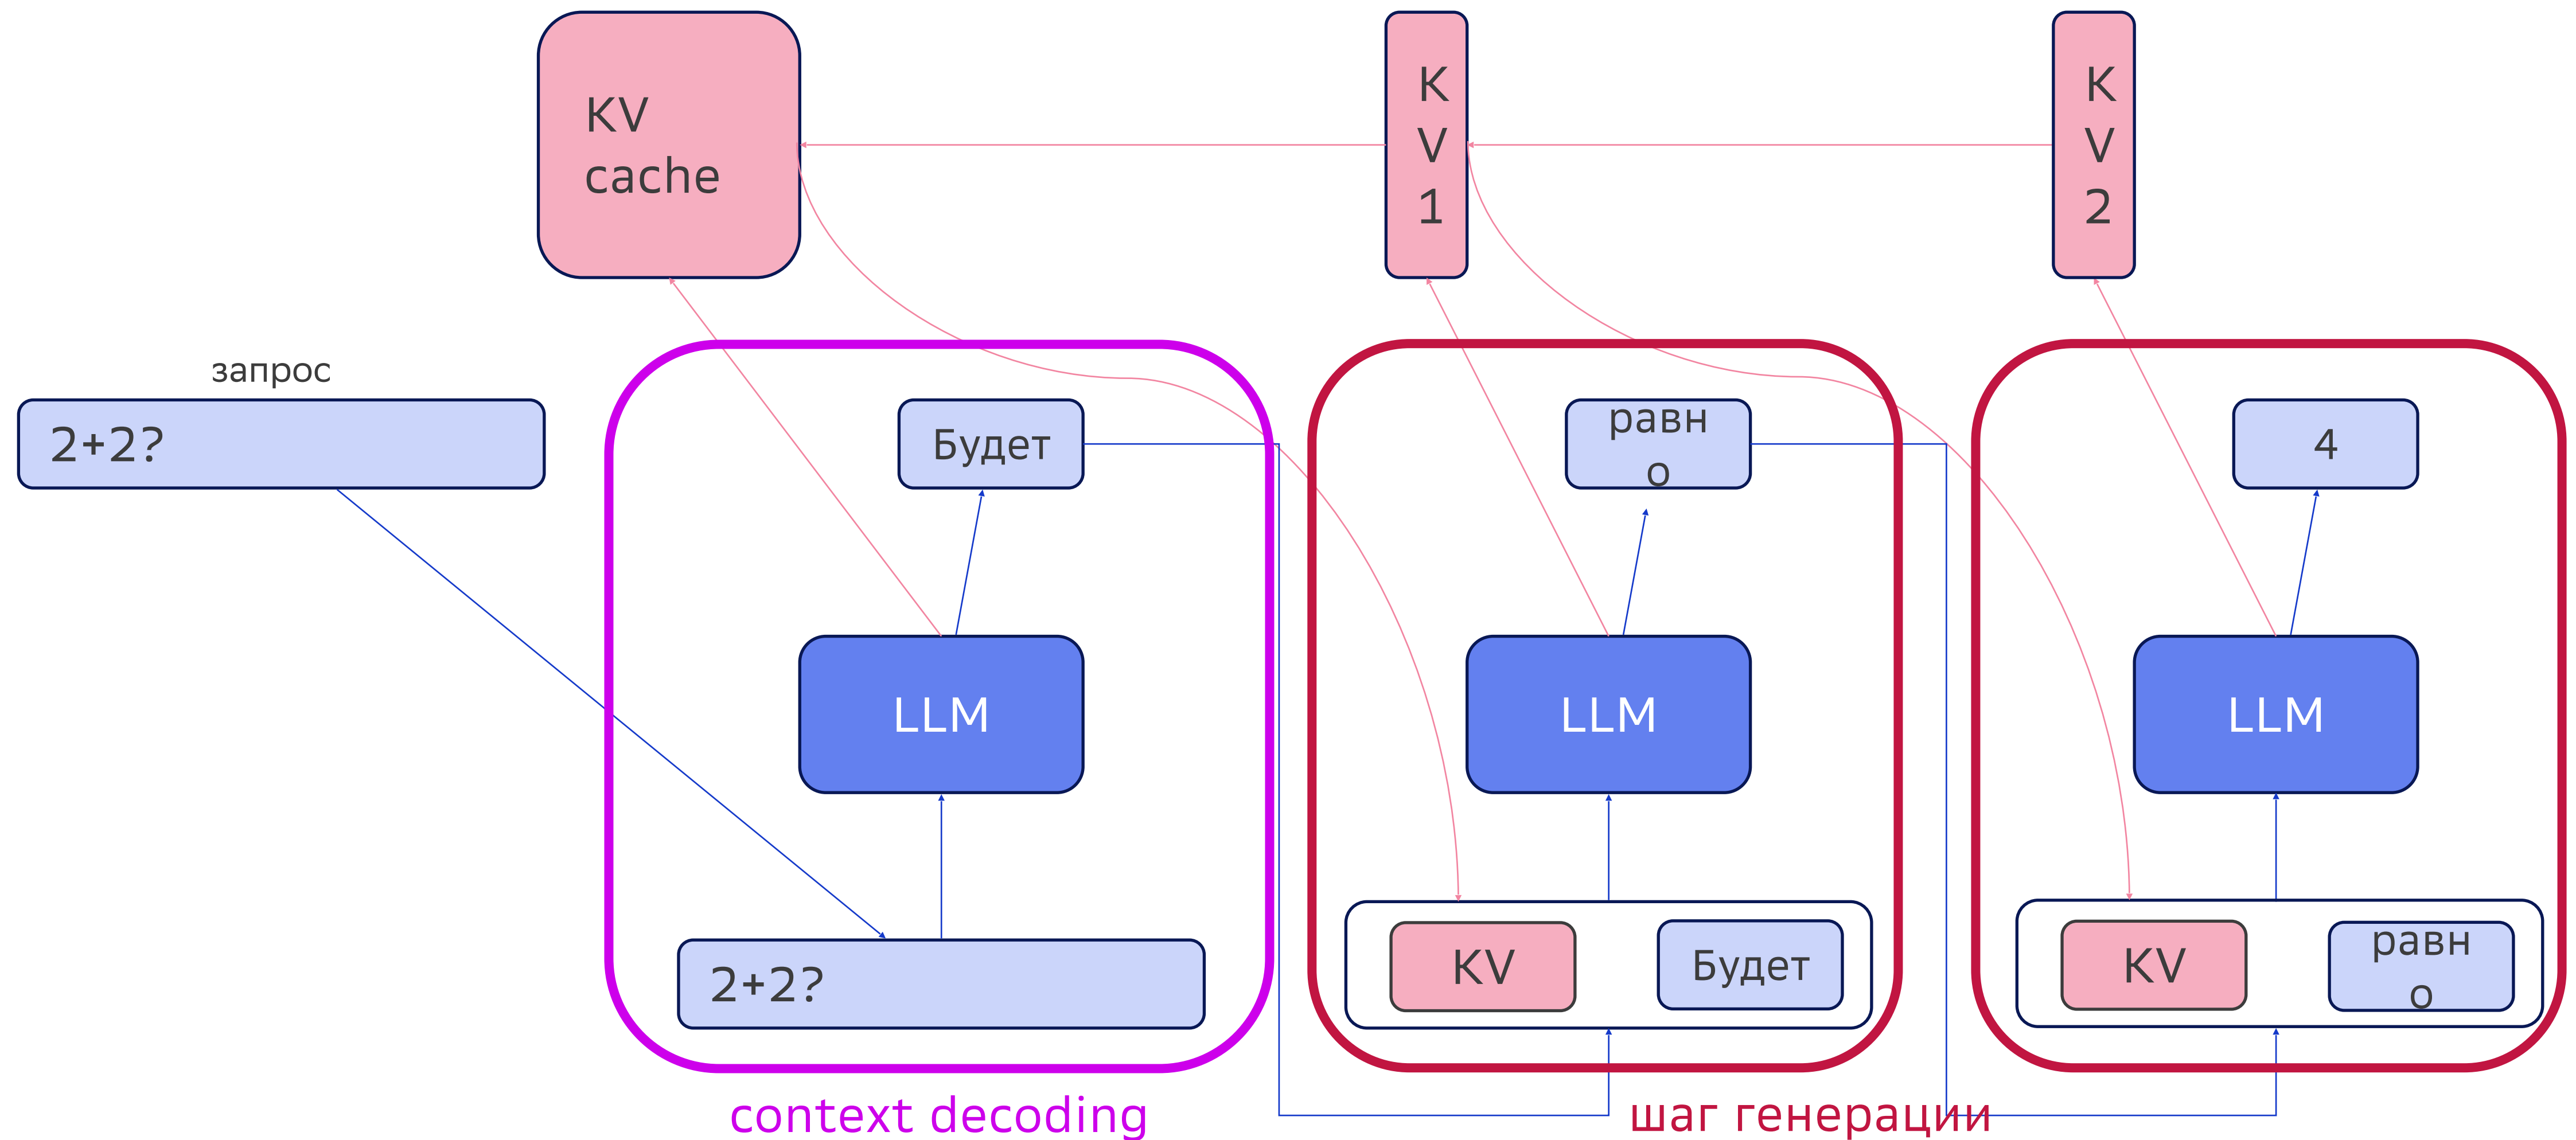 KV
cache
K
V
1
K
V
2
запрос
2+2?
Будет
равн
о
4
LLM
LLM
LLM
2+2?
KV
Будет
KV
равн
о
context decoding
шаг генерации